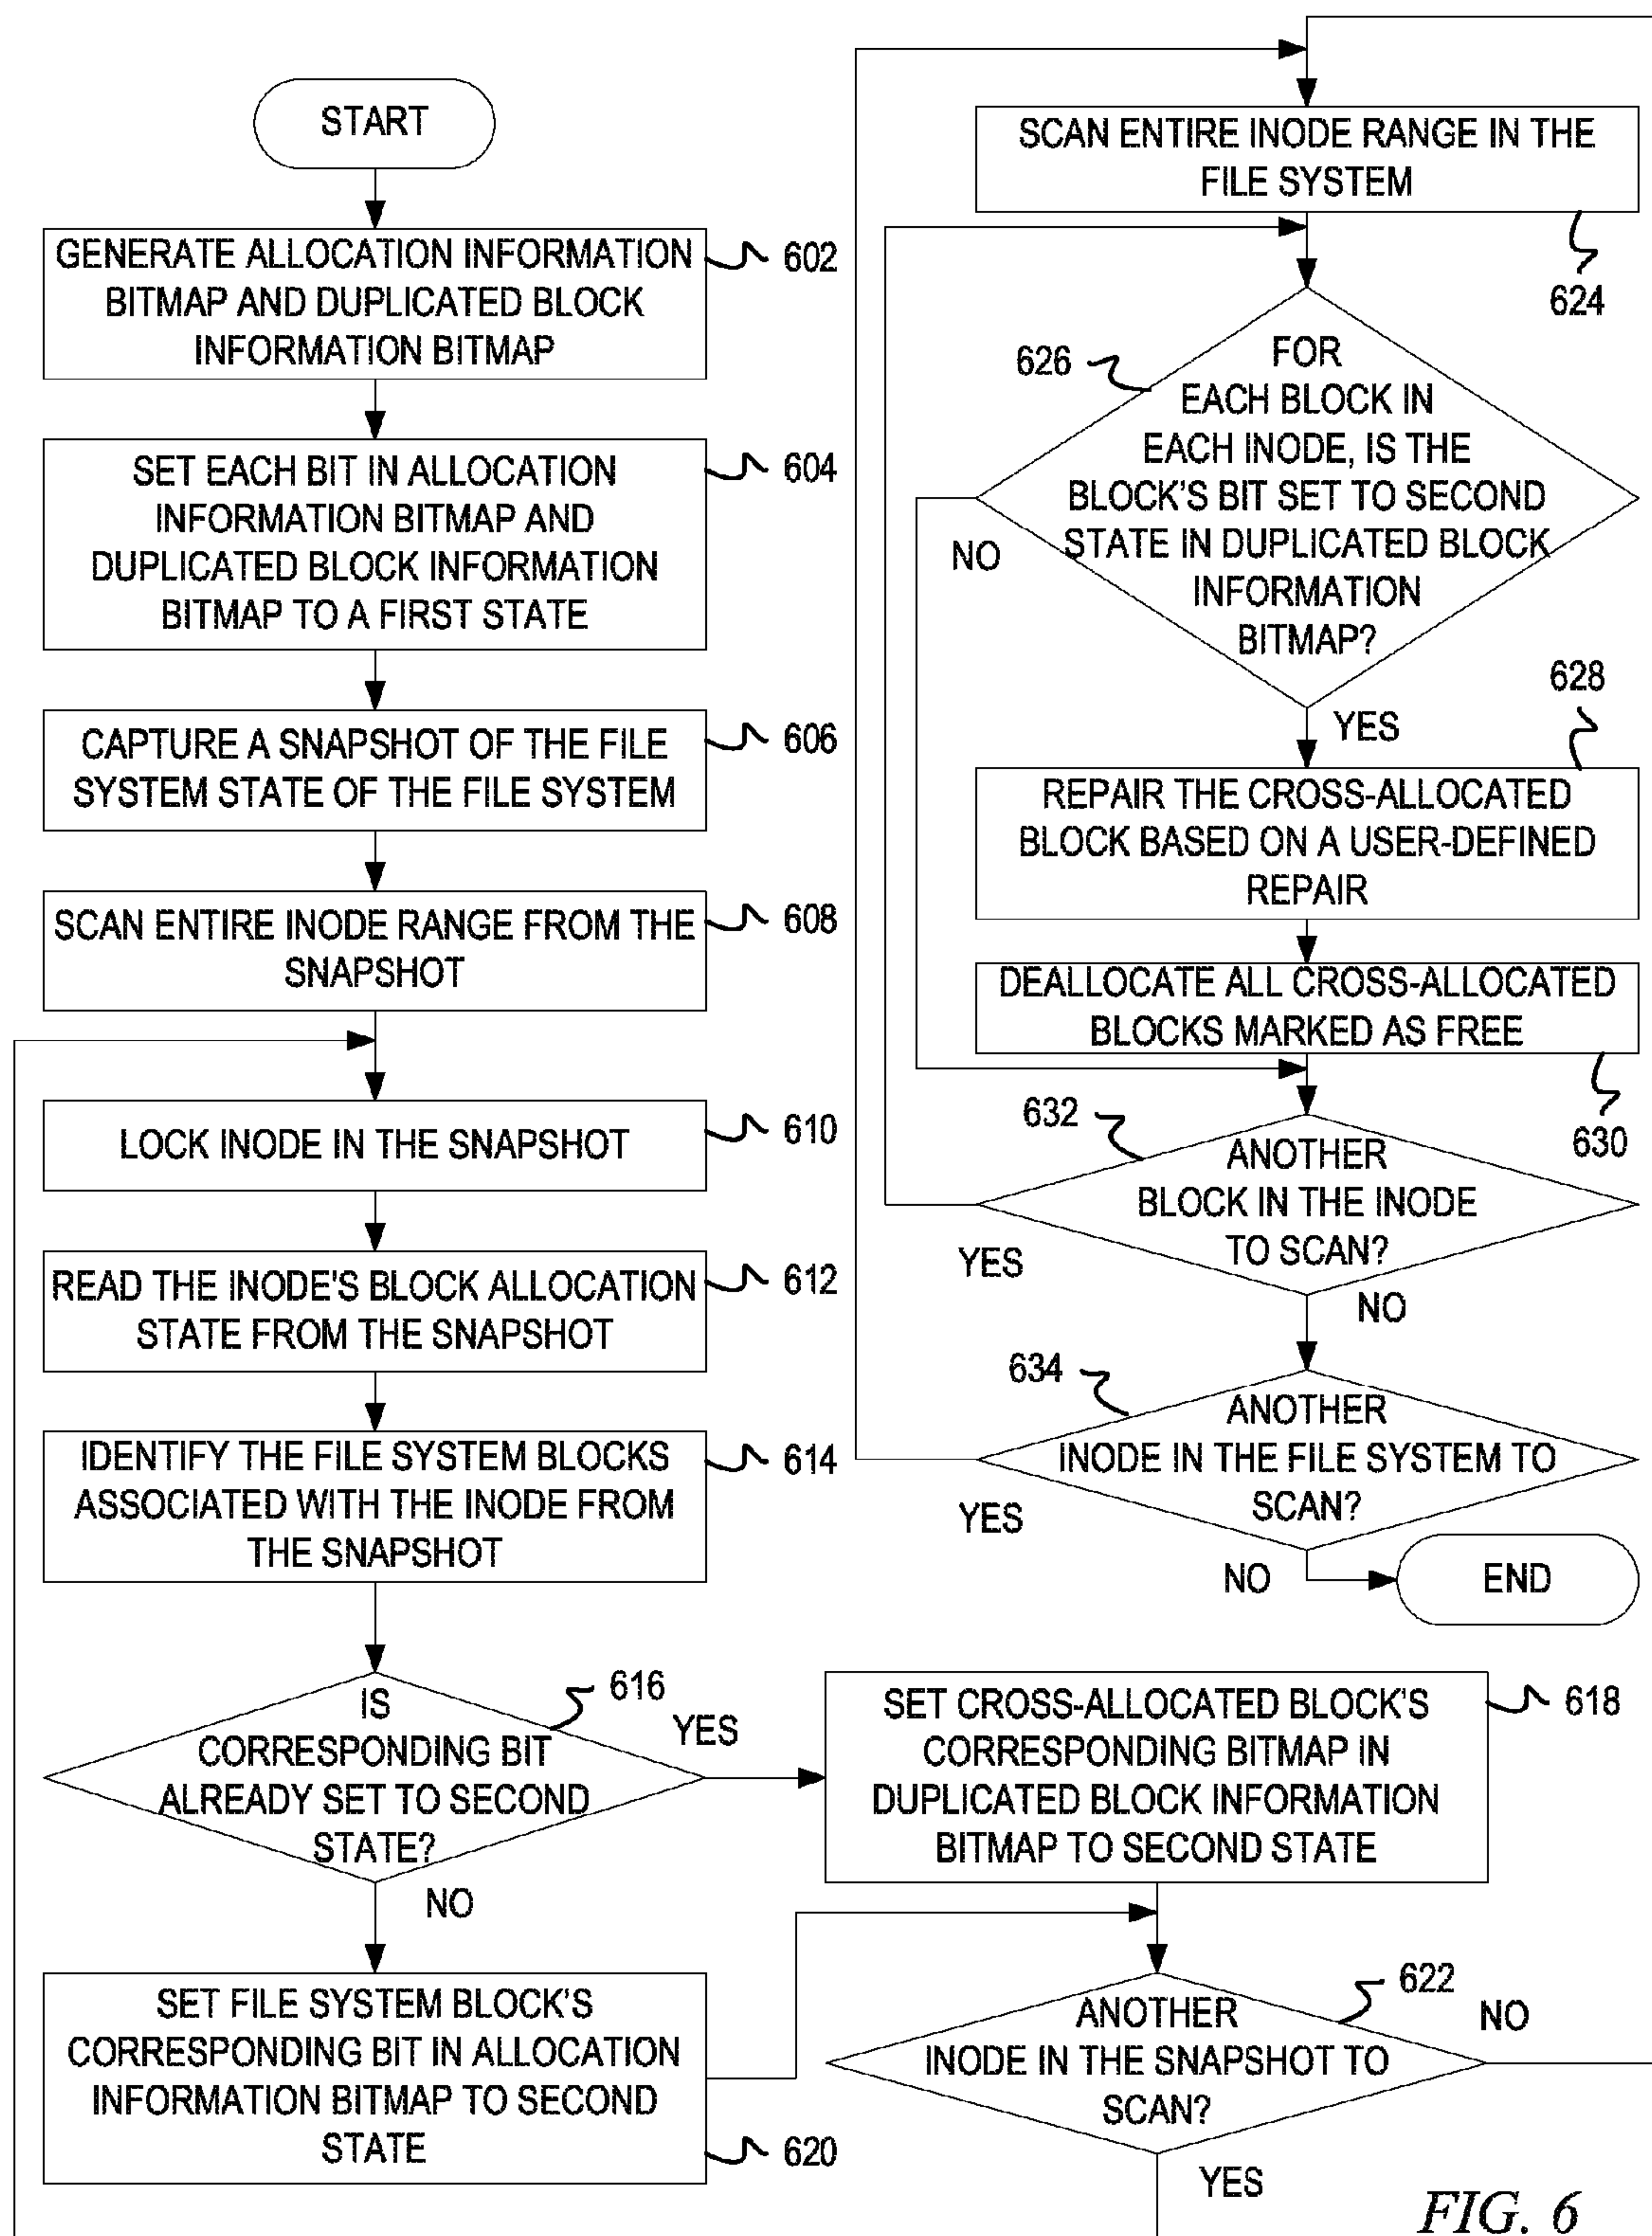 START
GENERATE ALLOCATION INFORMATION
BITMAP AND DUPLICATED BLOCK
INFORMATION BITMAP
602
SET EACH BIT IN ALLOCATION
INFORMATION BITMAP AND
DUPLICATED BLOCK INFORMATION
BITMAP TO A FIRST STATE
604
CAPTURE A SNAPSHOT OF THE FILE
SYSTEM STATE OF THE FILE SYSTEM
606
SCAN ENTIRE INODE RANGE FROM THE
SNAPSHOT
608
LOCK INODE IN THE SNAPSHOT
610
READ THE INODE'S BLOCK ALLOCATION
STATE FROM THE SNAPSHOT
612
IDENTIFY THE FILE SYSTEM BLOCKS
ASSOCIATED WITH THE INODE FROM
THE SNAPSHOT
614
IS
CORRESPONDING BIT
ALREADY SET TO SECOND
STATE?
616
YES
NO
SET CROSS-ALLOCATED BLOCK'S
CORRESPONDING BITMAP IN
DUPLICATED BLOCK INFORMATION
BITMAP TO SECOND STATE
618
SET FILE SYSTEM BLOCK'S
CORRESPONDING BIT IN ALLOCATION
INFORMATION BITMAP TO SECOND
STATE
620
ANOTHER
INODE IN THE SNAPSHOT TO
SCAN?
622
NO
YES
SCAN ENTIRE INODE RANGE IN THE
FILE SYSTEM
624
FOR
EACH BLOCK IN
EACH INODE, IS THE
BLOCK'S BIT SET TO SECOND
STATE IN DUPLICATED BLOCK
INFORMATION
BITMAP?
626
NO
YES
REPAIR THE CROSS-ALLOCATED
BLOCK BASED ON A USER-DEFINED
REPAIR
628
DEALLOCATE ALL CROSS-ALLOCATED
BLOCKS MARKED AS FREE
630
ANOTHER
BLOCK IN THE INODE
TO SCAN?
632
YES
NO
ANOTHER
INODE IN THE FILE SYSTEM TO
SCAN?
634
YES
NO
END
FIG. 6